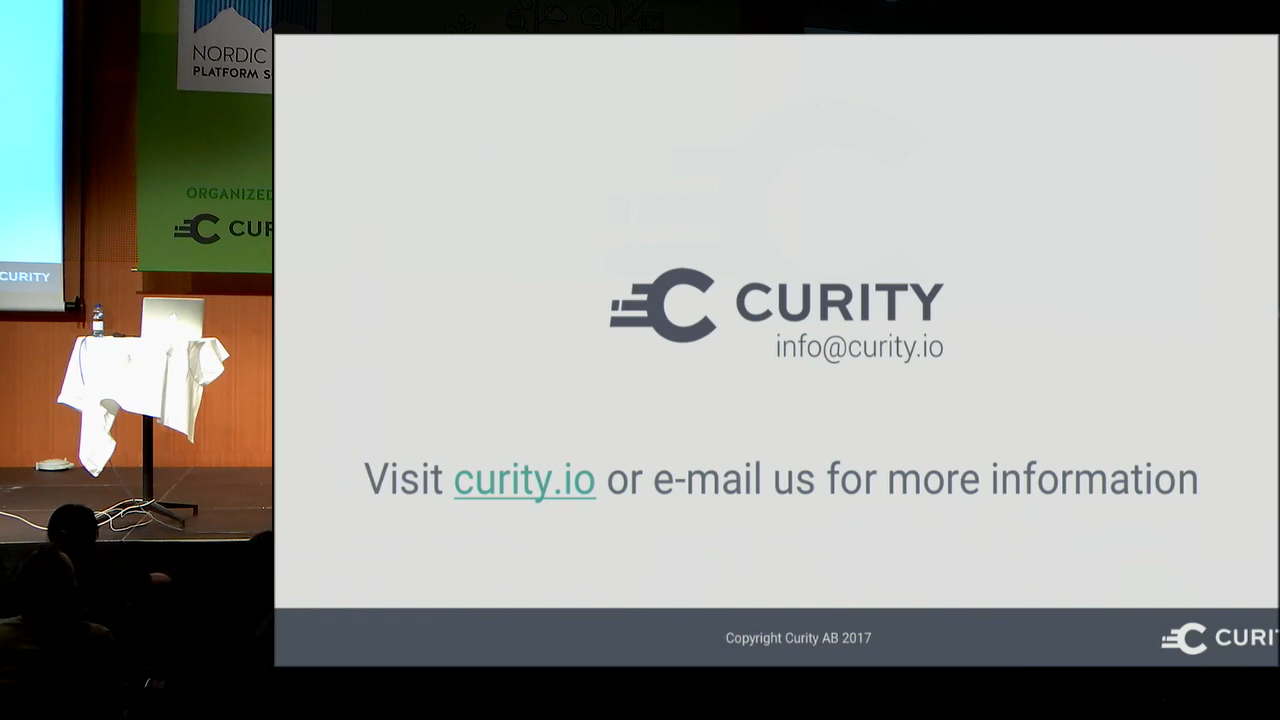 NORDIC
PLATFORM S
ORGANIZED
CUR
CURITY
CURITY
info@curity.io
Visit curity.io or e-mail us for more information
Copyright Curity AB 2017
CURI